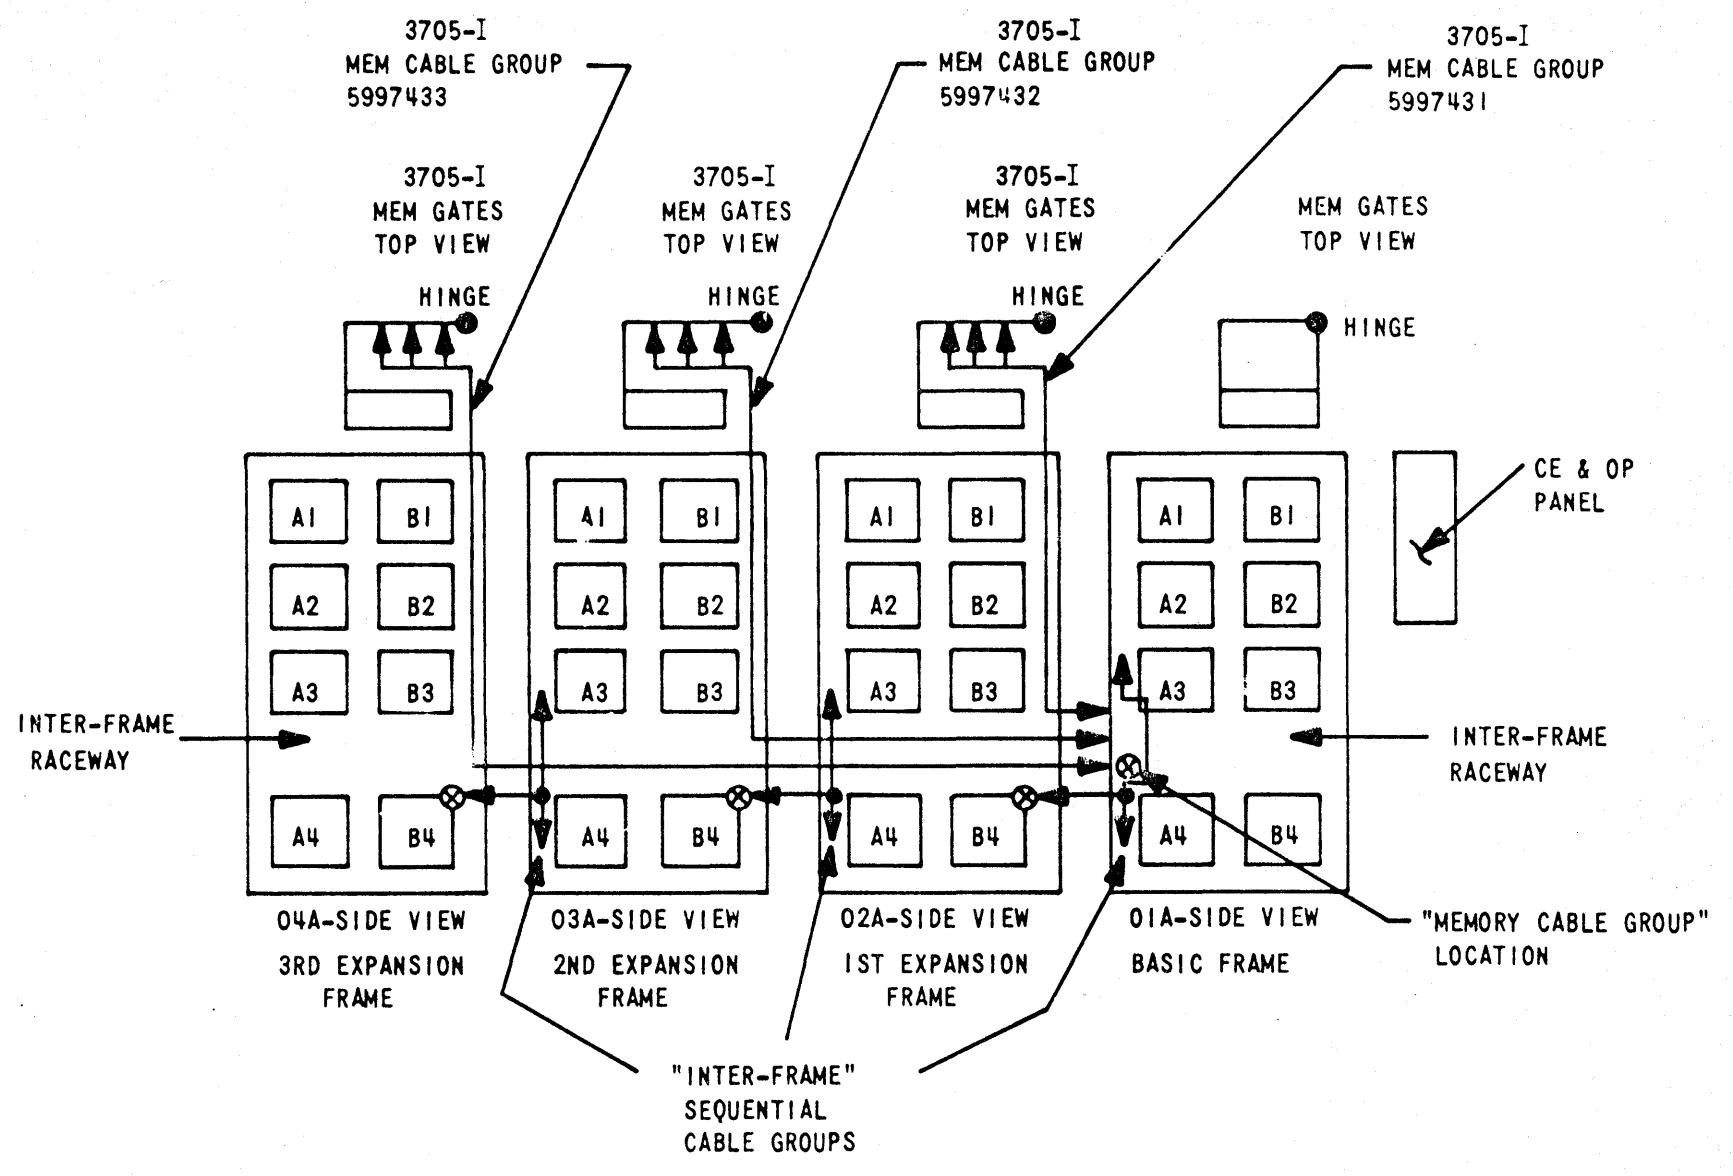 3705-I
MEM CABLE GROUP
5997433
3705-I
MEM CABLE GROUP
5997432
3705-I
MEM CABLE GROUP
5997431
3705-I
MEM GATES
TOP VIEW
HINGE
3705-I
MEM GATES
TOP VIEW
HINGE
3705-I
MEM GATES
TOP VIEW
HINGE
MEM GATES
TOP VIEW
HINGE
A1 B1
A2 B2
A3 B3
A4 B4
A1 B1
A2 B2
A3 B3
A4 B4
A1 B1
A2 B2
A3 B3
A4 B4
A1 B1
A2 B2
A3 B3
A4 B4
CE & OP
PANEL
INTER-FRAME
RACEWAY
INTER-FRAME
RACEWAY
04A-SIDE VIEW
3RD EXPANSION
FRAME
03A-SIDE VIEW
2ND EXPANSION
FRAME
02A-SIDE VIEW
1ST EXPANSION
FRAME
01A-SIDE VIEW
BASIC FRAME
"MEMORY CABLE GROUP"
LOCATION
"INTER-FRAME"
SEQUENTIAL
CABLE GROUPS